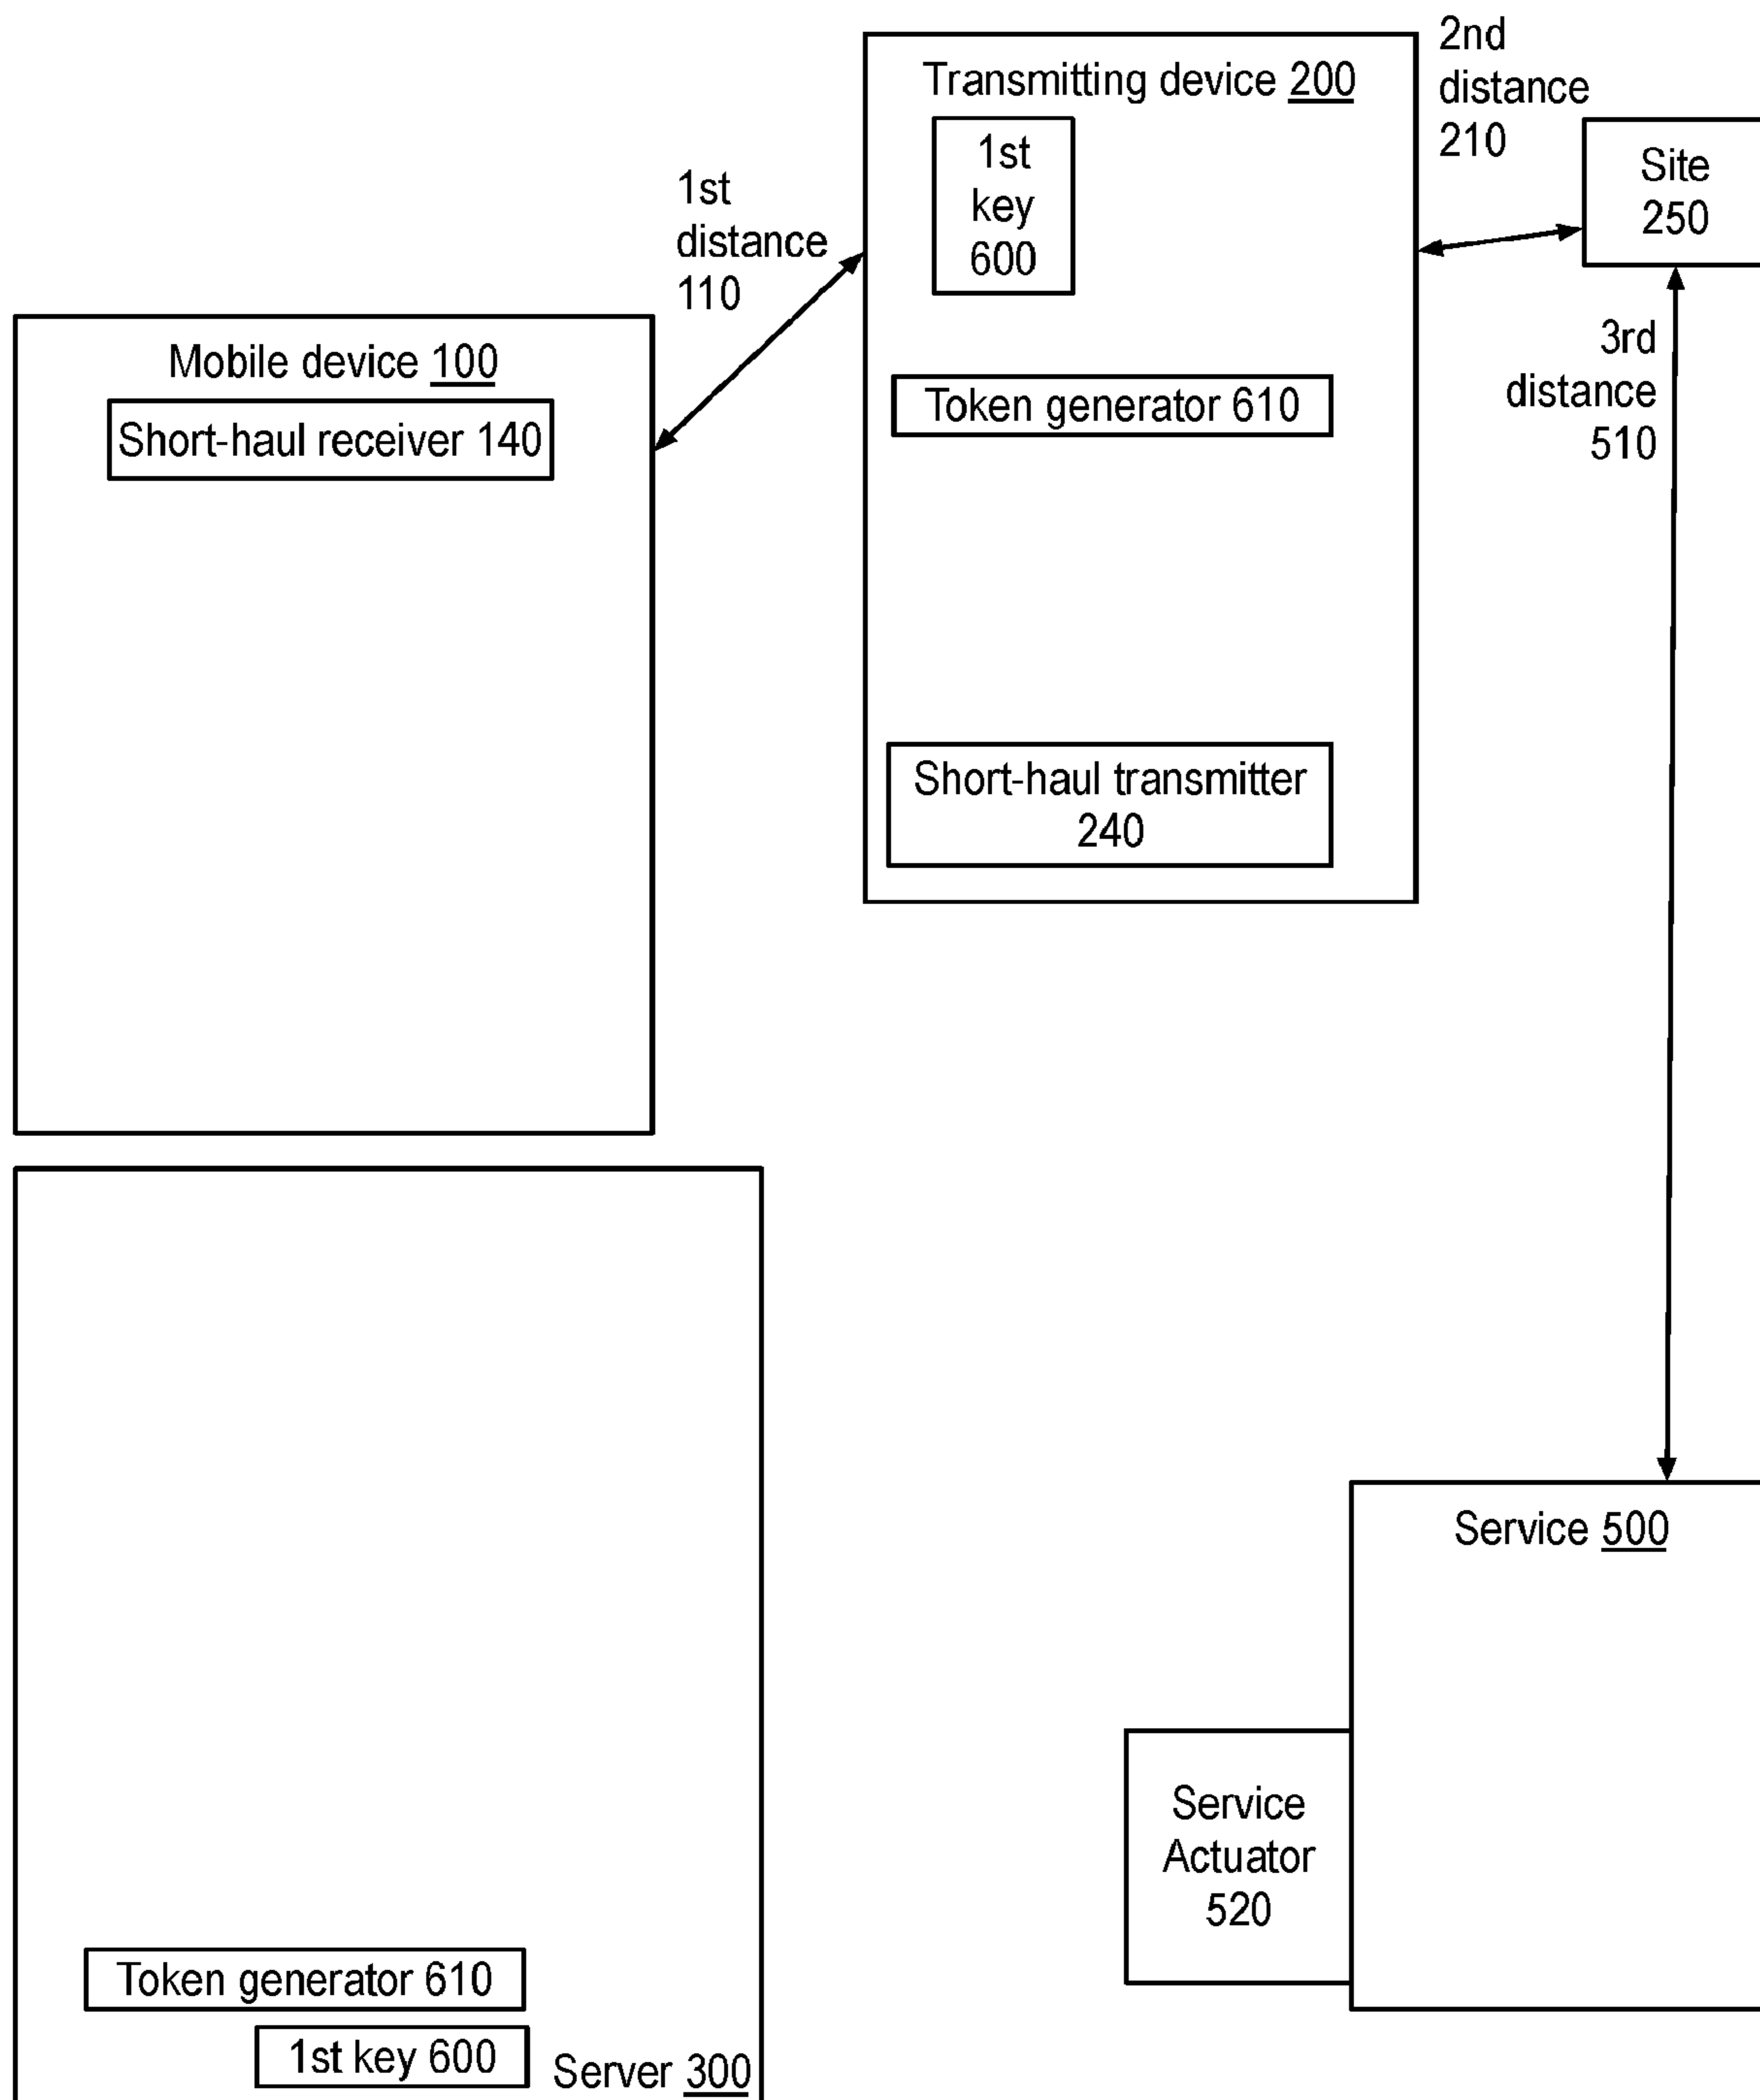 Transmitting device 200
1st
key
600
Token generator 610
Short-haul transmitter
240
2nd
distance
210
Site
250
1st
distance
110
3rd
distance
510
Mobile device 100
Short-haul receiver 140
Service 500
Service
Actuator
520
Token generator 610
1st key 600
Server 300